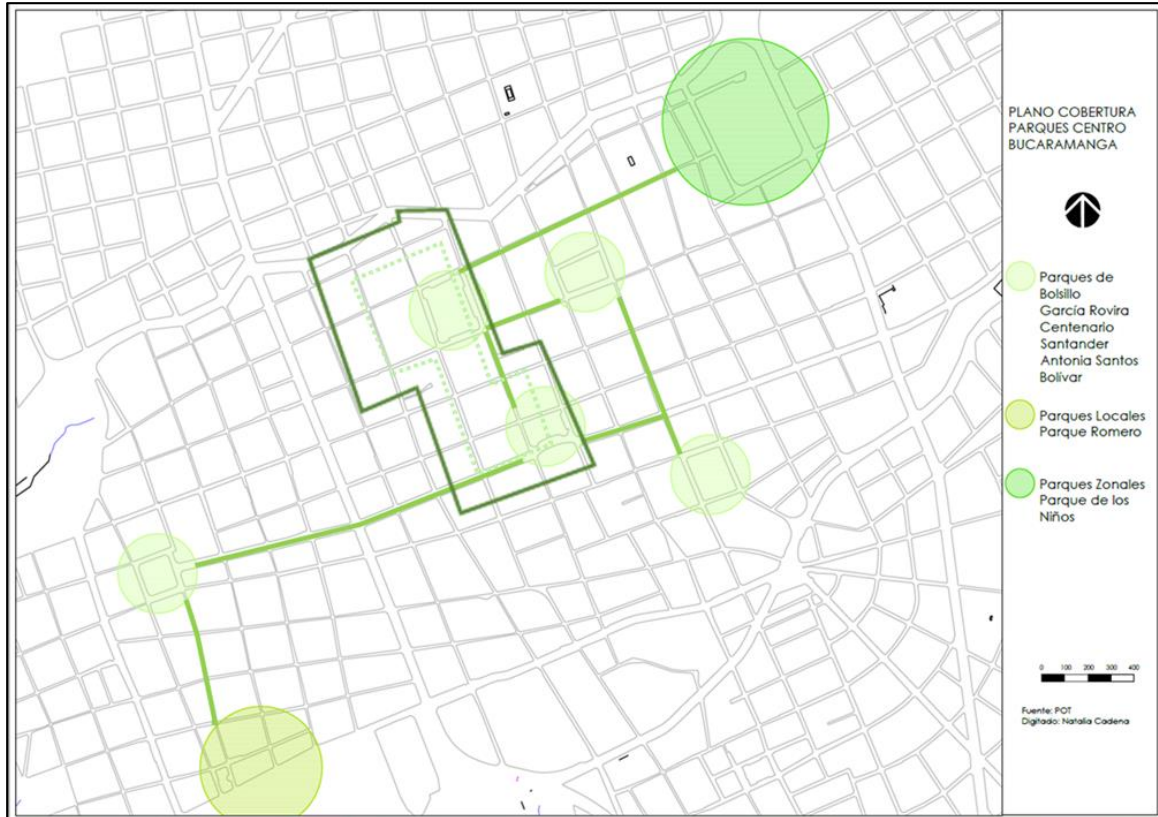 PLANO COBERTURA
PARQUES CENTRO
BUCARAMANGA
Parques de
Bolsillo
García Rovira
Centenario
Santander
Antonia Santos
Bolívar
Parques Locales
Parque Romero
Parques Zonales
Parque de los
Niños
0 100 200 300 400
Fuente: POT
Digitado: Natalia Cadena